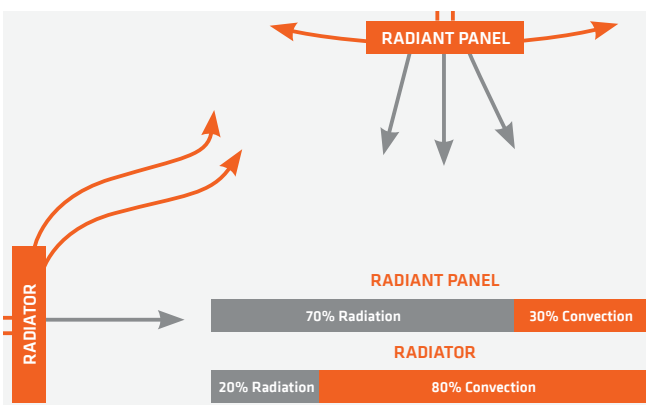 RADIANT PANEL
RADIATOR
RADIANT PANEL
70% Radiation 30% Convection
RADIATOR
20% Radiation 80% Convection